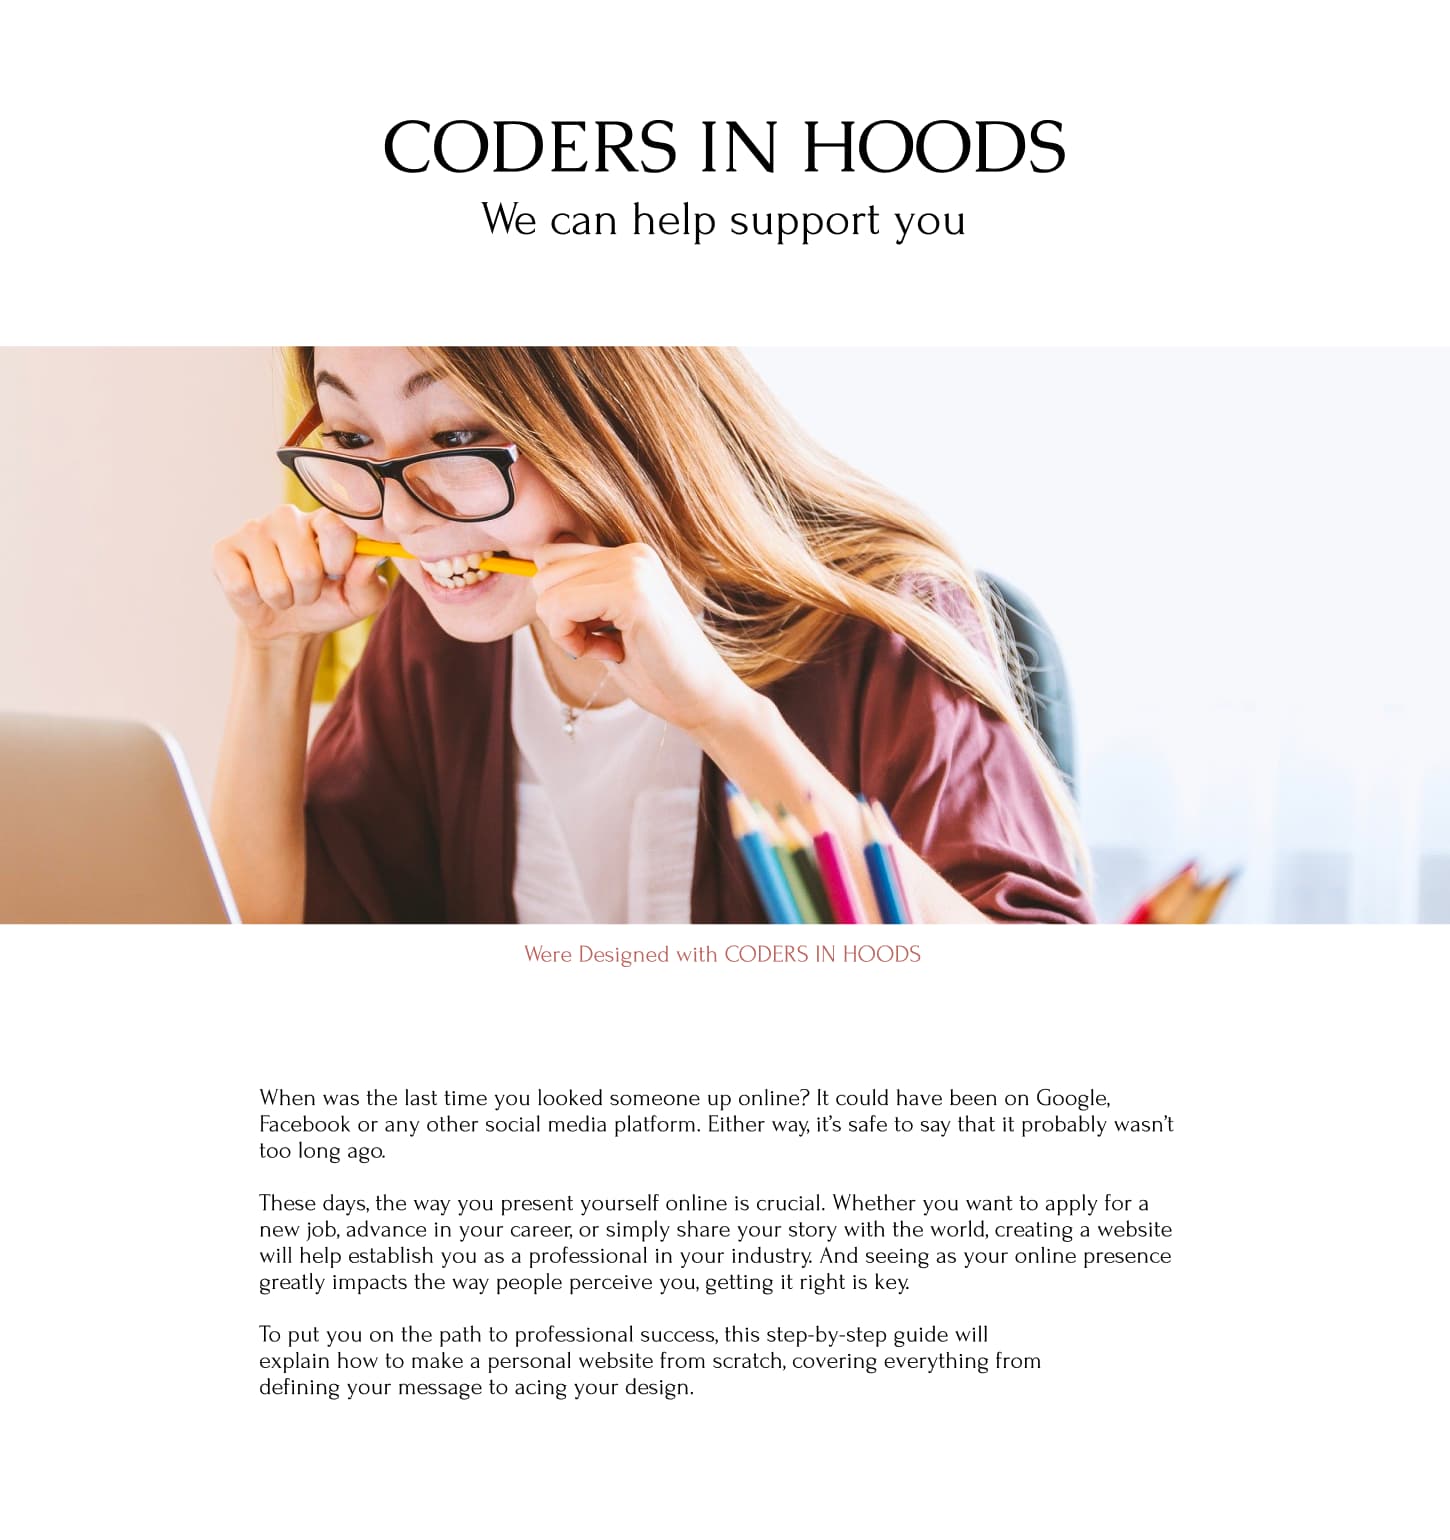 CODERS IN HOODS
We can help support you
Were Designed with CODERS IN HOODS
When was the last time you looked someone up online? It could have been on Google,
Facebook or any other social media platform. Either way, it’s safe to say that it probably wasn’t
too long ago.
These days, the way you present yourself online is crucial. Whether you want to apply for a
new job, advance in your career, or simply share your story with the world, creating a website
will help establish you as a professional in your industry. And seeing as your online presence
greatly impacts the way people perceive you, getting it right is key.
To put you on the path to professional success, this step-by-step guide will
explain how to make a personal website from scratch, covering everything from
defining your message to acing your design.